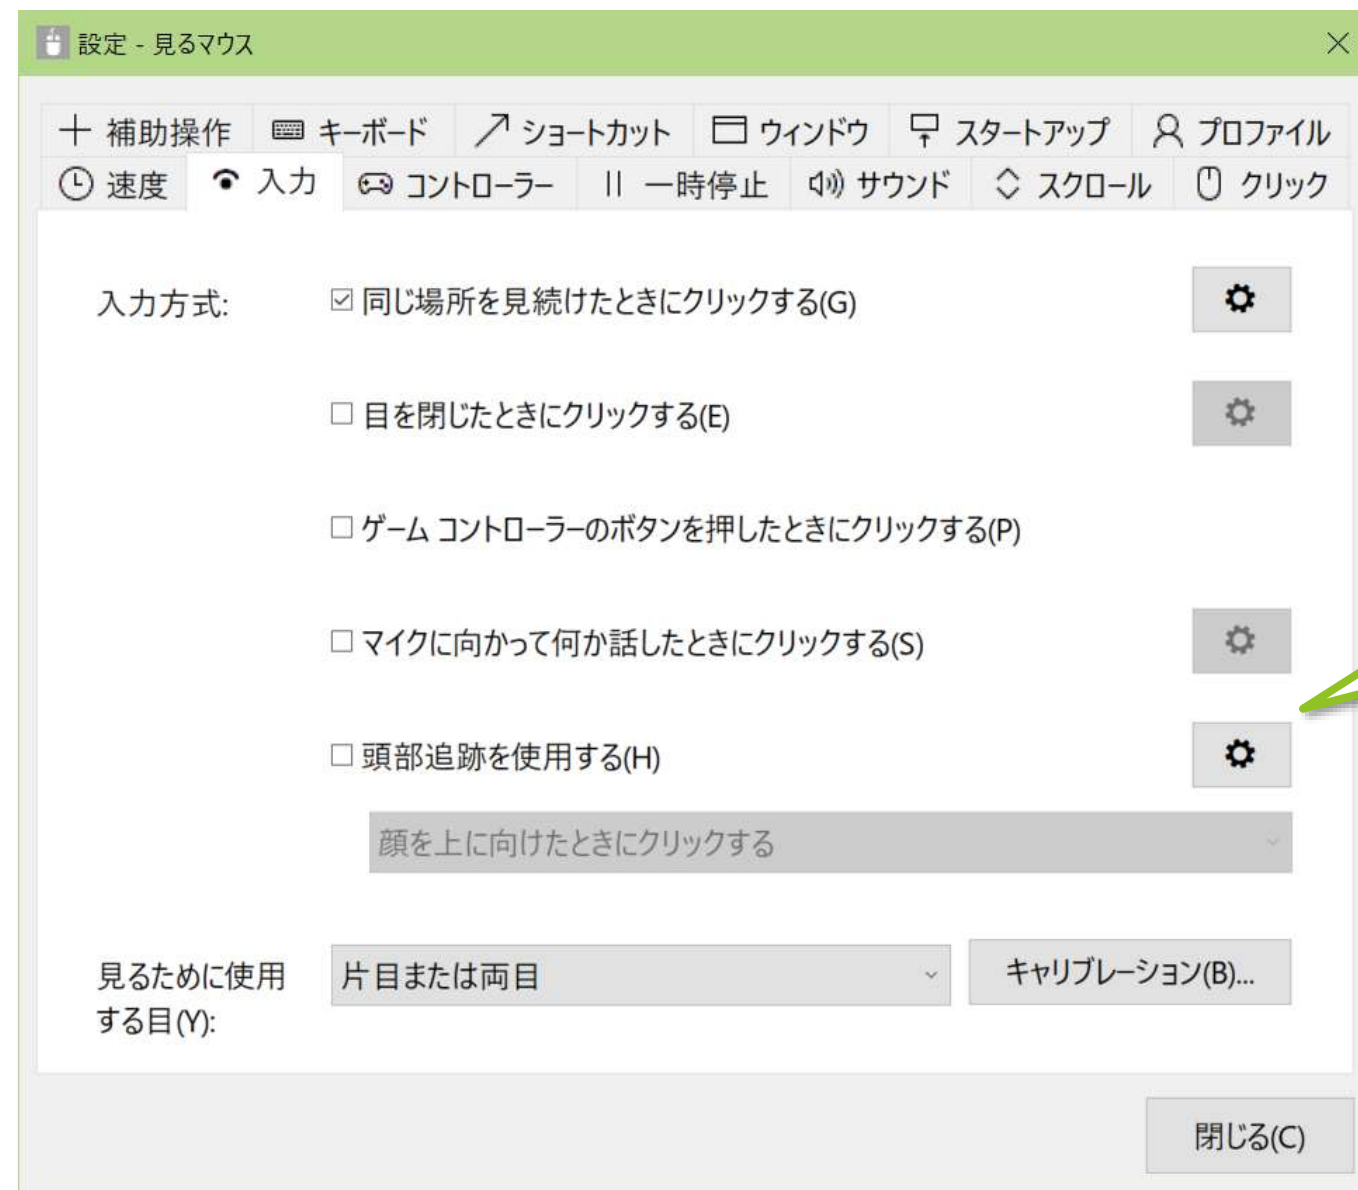 設定 - 見るマウス
補助操作 キーボード ショートカット ウィンドウ スタートアップ プロファイル
速度 入力 コントローラー 一時停止 サウンド スクロール クリック
入力方式: 同じ場所を見続けたときにクリックする(G)
目を閉じたときにクリックする(E)
ゲーム コントローラーのボタンを押したときにクリックする(P)
マイクに向かって何か話したときにクリックする(S)
頭部追跡を使用する(H)
顔を上に向けたときにクリックする
見るために使用 片目または両目 キャリブレーション(B)...
する目(Y):
閉じる(C)